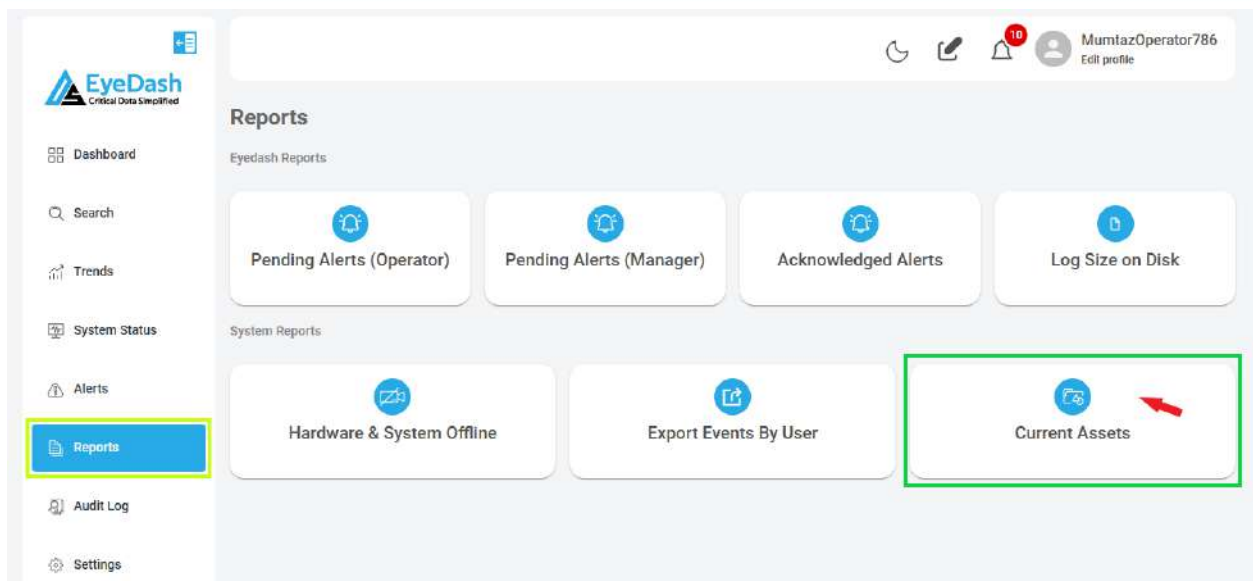 10
MumtazOperator786
Edit profile
EyeDash
Critical Data Simplified
Reports
Eyedash Reports
Dashboard
Search
Trends
System Status
Alerts
Reports
Audit Log
Settings
Pending Alerts (Operator)
Pending Alerts (Manager)
Acknowledged Alerts
Log Size on Disk
System Reports
Hardware & System Offline
Export Events By User
Current Assets